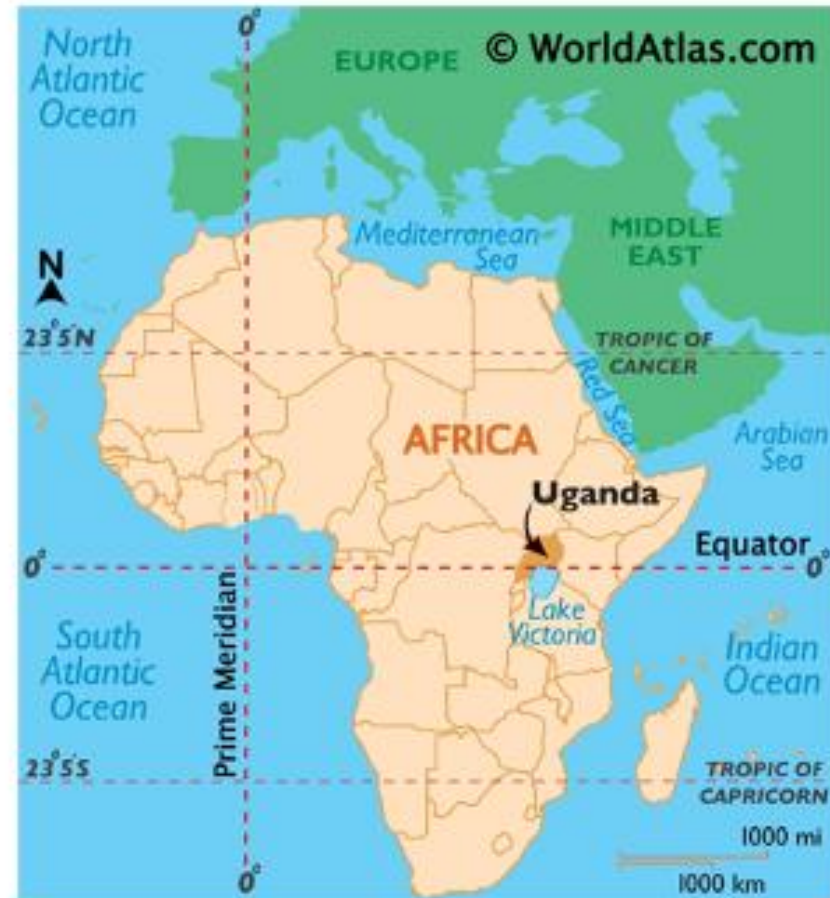 0°
© WorldAtlas.com
North
Atlantic
Ocean
EUROPE
Mediterranean
Sea
MIDDLE
EAST
N
23°5N
TROPIC OF
CANCER
Red Sea
AFRICA
Arabian
Sea
Uganda
Equator
0°
0°
Lake
Victoria
Prime Meridian
South
Atlantic
Ocean
Indian
Ocean
23°5S
TROPIC OF
CAPRICORN
1000 mi
1000 km
0°